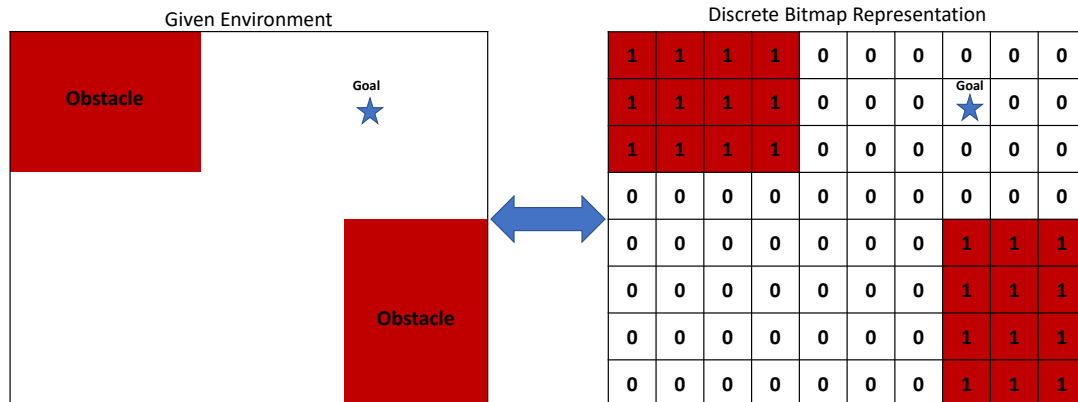 Given Environment
Obstacle
Goal
Obstacle
Discrete Bitmap Representation
1 1 1 1 0 0 0 0 0 0
Goal
1 1 1 1 0 0 0 0 0
1 1 1 1 0 0 0 0 0 0
0 0 0 0 0 0 0 0 0 0
0 0 0 0 0 0 0 1 1 1
0 0 0 0 0 0 0 1 1 1
0 0 0 0 0 0 0 1 1 1
0 0 0 0 0 0 0 1 1 1